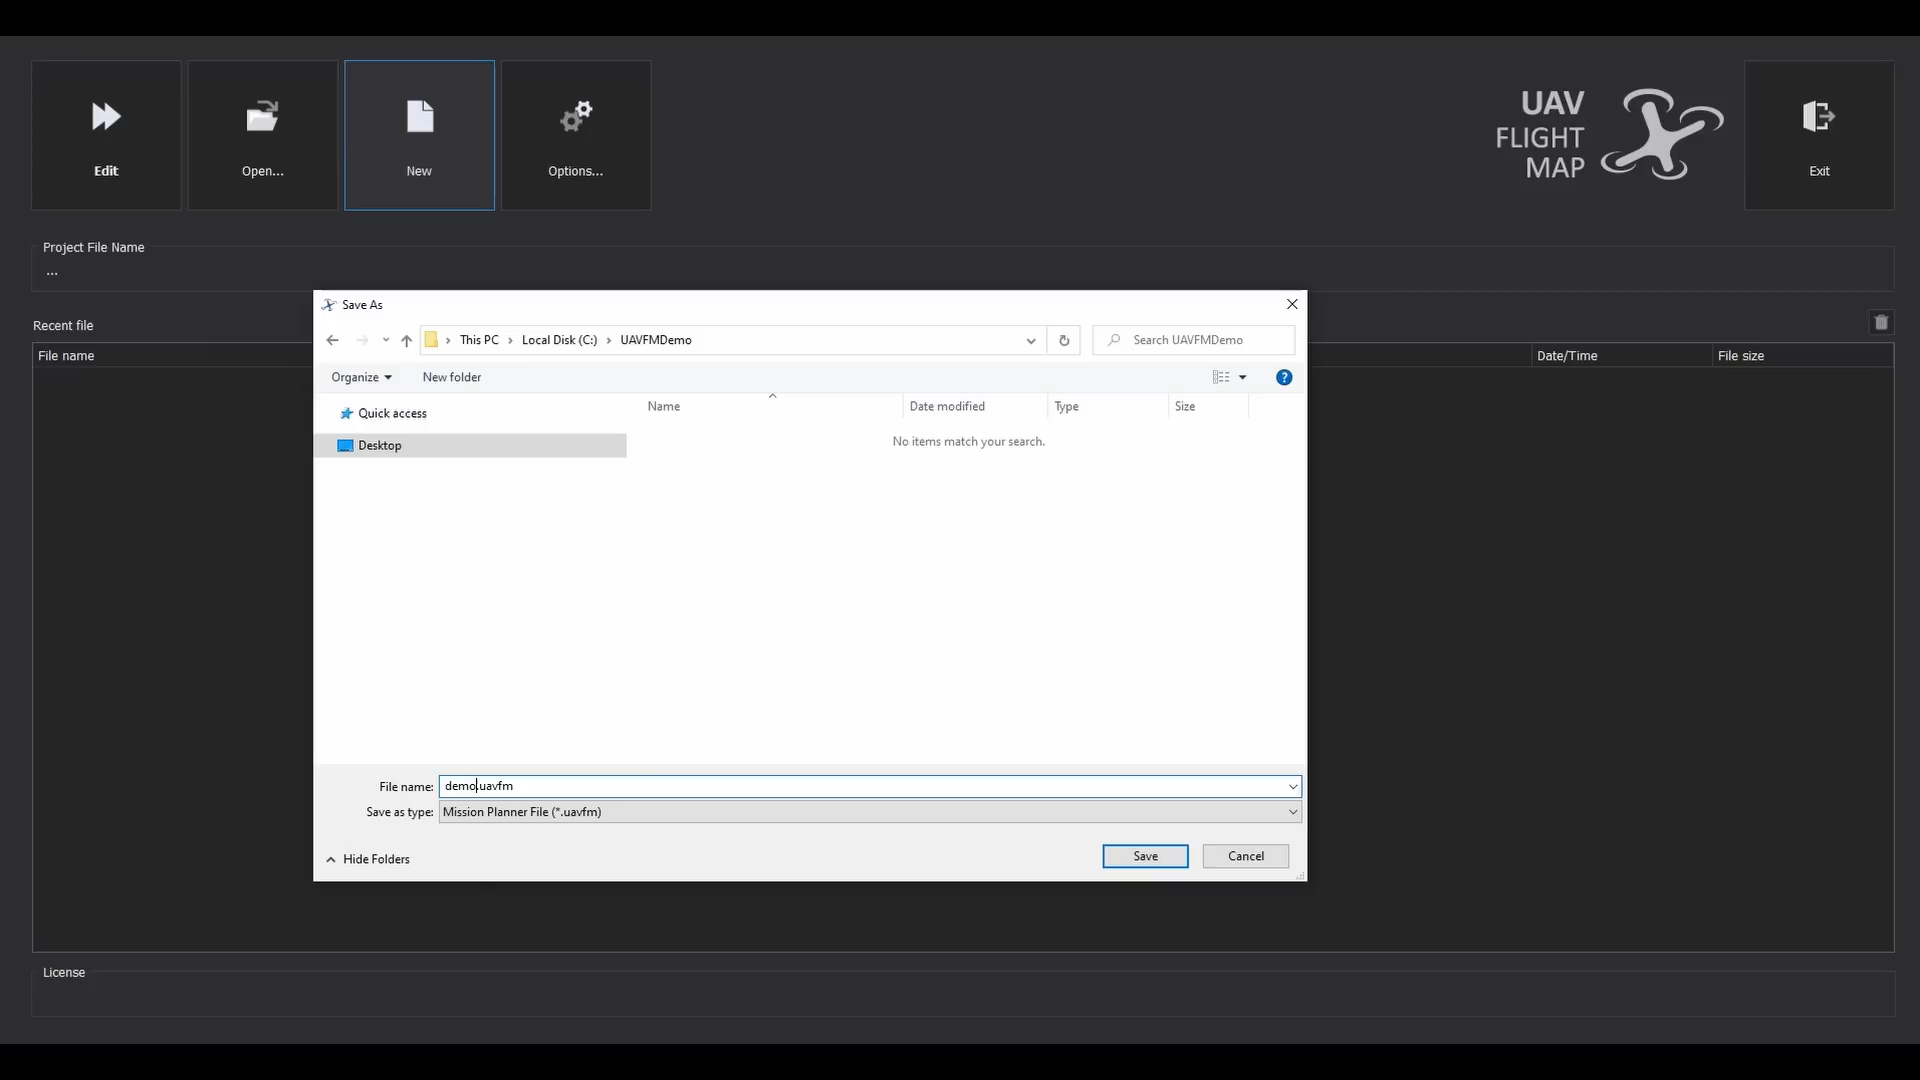 Edit
Open...
New
Options...
UAV
FLIGHT
MAP
Exit
Project File Name
...
Recent file
File name
Date/Time
File size
Save As
This PC
Local Disk (C:)
UAVFMDemo
Search UAVFMDemo
Organize
New folder
?
Quick access
Desktop
Name
Date modified
Type
Size
No items match your search.
File name:
demo.uavfm
Save as type:
Mission Planner File (*.uavfm)
Hide Folders
Save
Cancel
License